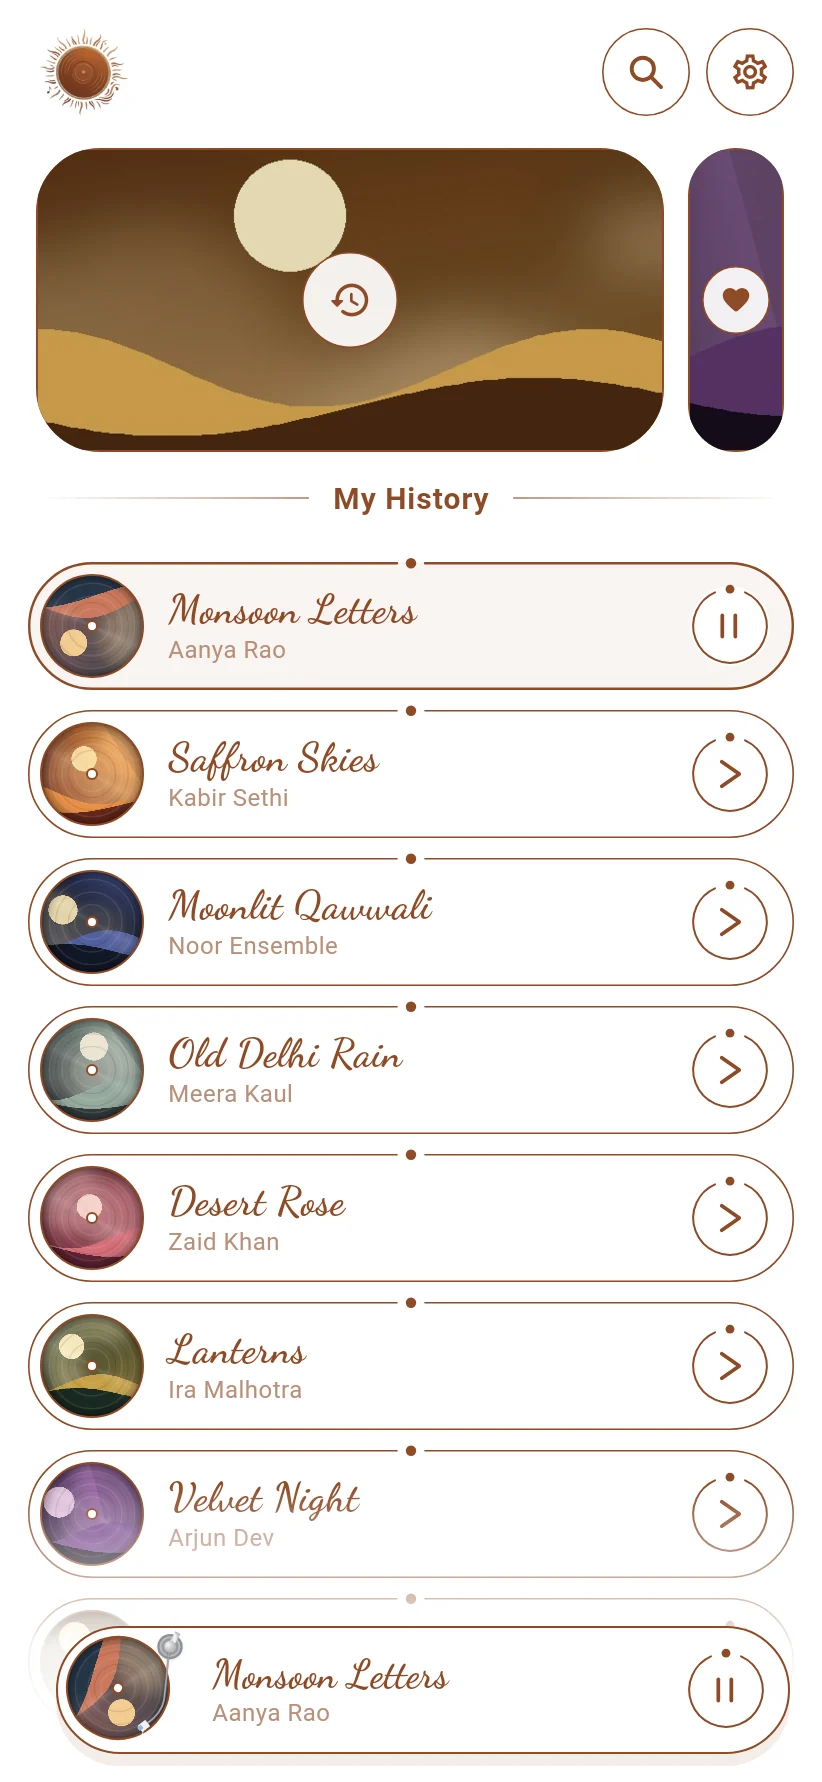 My History
Monsoon Letters
Aanya Rao
Saffron Skies
Kabir Sethi
Moonlit Qawwali
Noor Ensemble
Old Delhi Rain
Meera Kaul
Desert Rose
Zaid Khan
Lanterns
Ira Malhotra
Velvet Night
Arjun Dev
Monsoon Letters
Aanya Rao